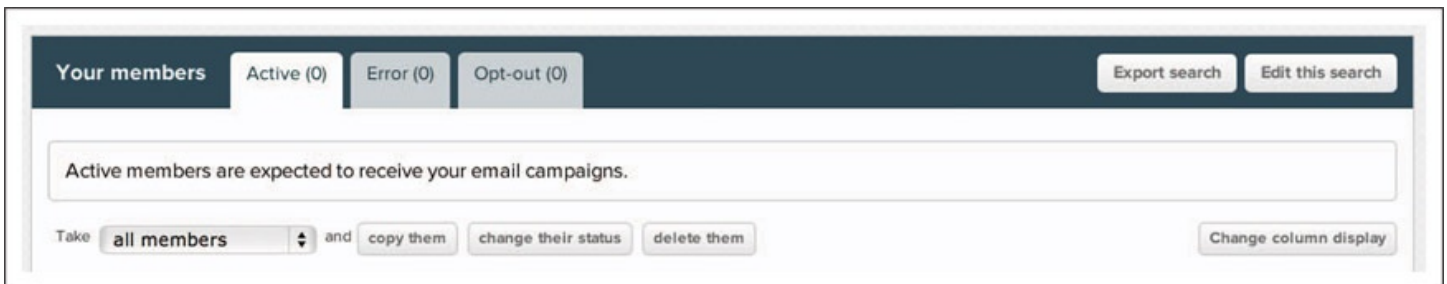 Your members Active (0) Error (0) Opt-out (0) Export search Edit this search
Active members are expected to receive your email campaigns.
Take all members and copy them change their status delete them Change column display